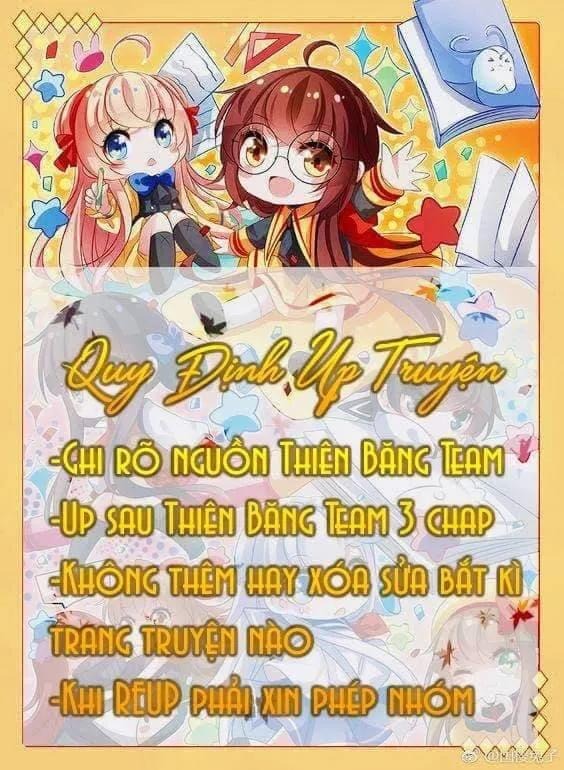 Quy Định Up Truyện
-Ghi rõ nguồn Thiên Băng Team
-Up sau Thiên Băng Team 3 chap
-Không thêm hay xóa sửa bất kì
trang truyện nào
-Khi REUP phải xin phép nhóm